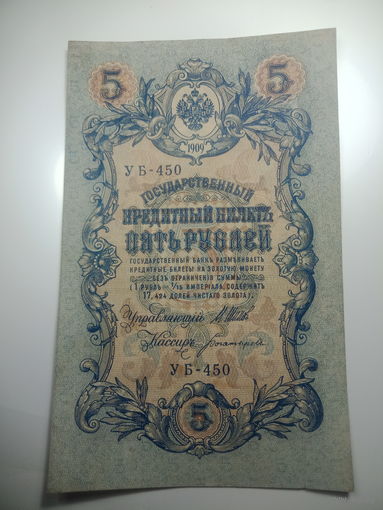 5 5
1909
УБ-450
ГОСУДАРСТВЕННЫЙ
КРЕДИТНЫЙ БИЛЕТЪ
ПЯТЬ РУБЛЕЙ
ГОСУДАРСТВЕННЫЙ БАНКЪ РАЗМѢНИВАЕТЪ
КРЕДИТНЫЕ БИЛЕТЫ НА ЗОЛОТУЮ МОНЕТУ
БЕЗЪ ОГРАНИЧЕНІЯ СУММЫ
(1 РУБЛЬ = 1/15 ИМПЕРІАЛА, СОДЕРЖИТЪ
17,424 ДОЛЕЙ ЧИСТАГО ЗОЛОТА).
Управляющій
Кассиръ
УБ-450
5